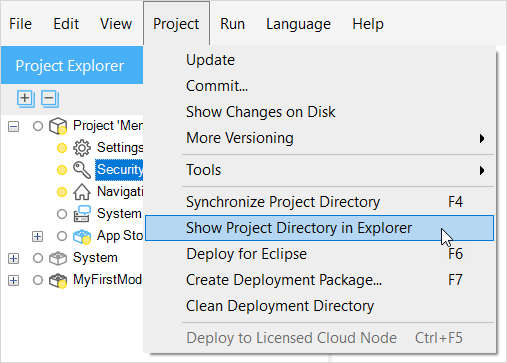 File Edit View Project Run Language Help
Project Explorer
Update
Commit...
Show Changes on Disk
More Versioning
Tools
Synchronize Project Directory F4
Show Project Directory in Explorer
Deploy for Eclipse F6
Create Deployment Package... F7
Clean Deployment Directory
Deploy to Licensed Cloud Node Ctrl+F5
Project 'Mer
Settings
Security
Navigati
System
App Sto
System
MyFirstMod